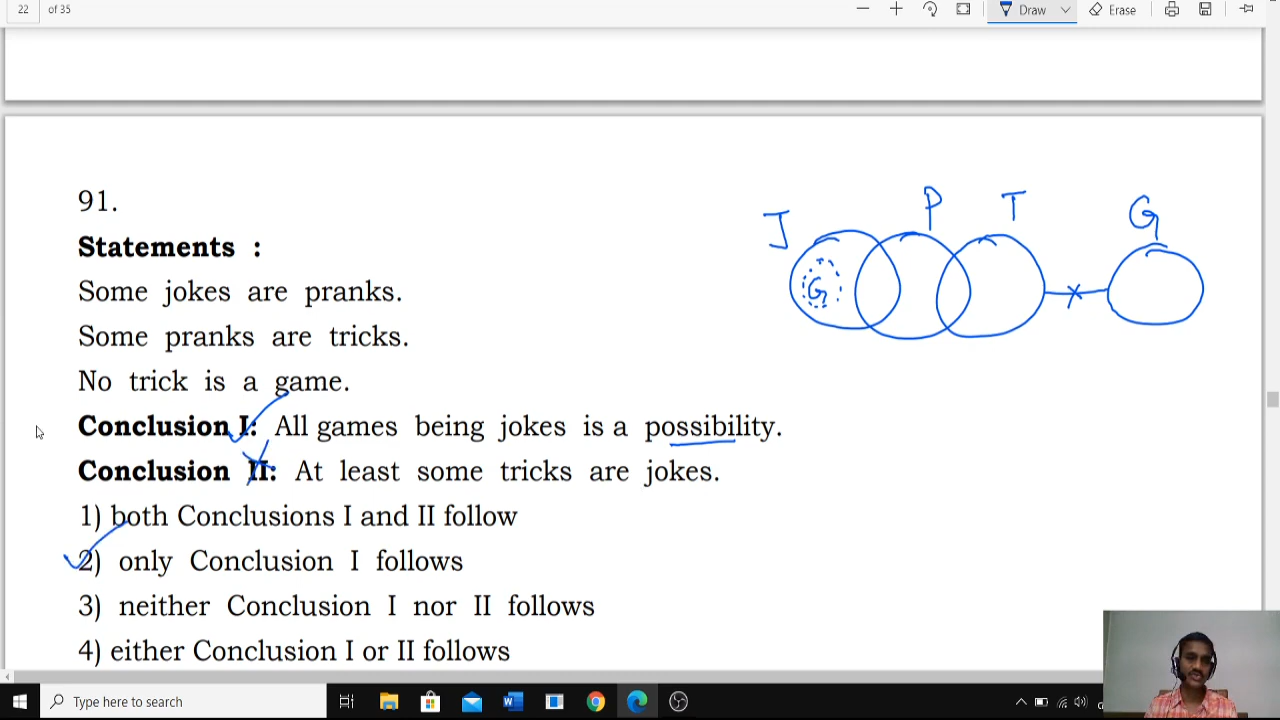 22 of 35
Draw
Erase
J P T G
G
91.
Statements :
Some jokes are pranks.
Some pranks are tricks.
No trick is a game.
Conclusion I: All games being jokes is a possibility.
Conclusion II: At least some tricks are jokes.
1) both Conclusions I and II follow
2) only Conclusion I follows
3) neither Conclusion I nor II follows
4) either Conclusion I or II follows
Type here to search